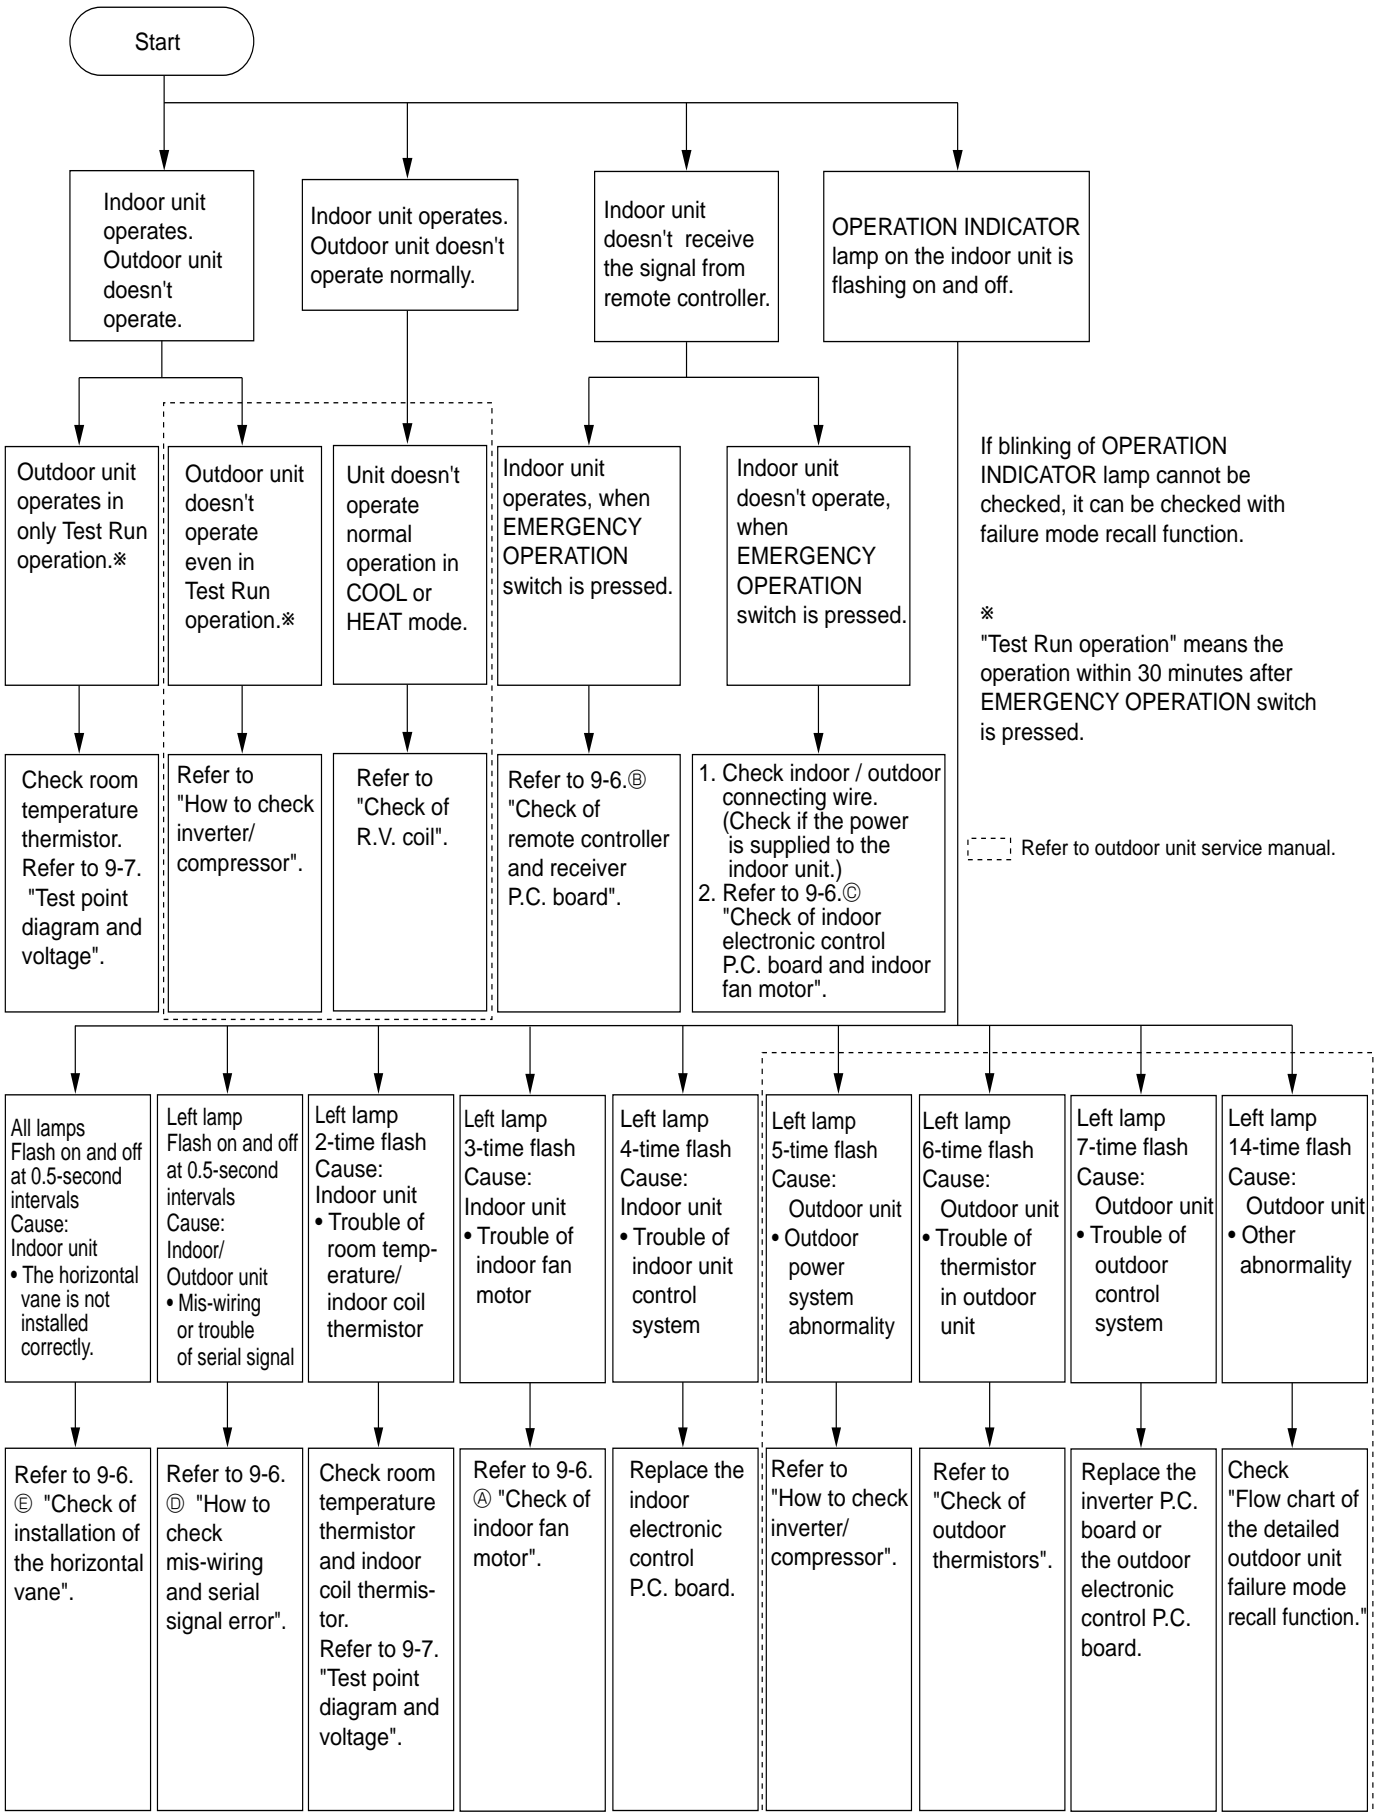 Start
Indoor unit
operates.
Outdoor unit
doesn't
operate.
Indoor unit operates.
Outdoor unit doesn't
operate normally.
Indoor unit
doesn't receive
the signal from
remote controller.
OPERATION INDICATOR
lamp on the indoor unit is
flashing on and off.
Outdoor unit
operates in
only Test Run
operation.※
Outdoor unit
doesn't
operate
even in
Test Run
operation.※
Unit doesn't
operate
normal
operation in
COOL or
HEAT mode.
Indoor unit
operates, when
EMERGENCY
OPERATION
switch is pressed.
Indoor unit
doesn't operate,
when
EMERGENCY
OPERATION
switch is pressed.
If blinking of OPERATION
INDICATOR lamp cannot be
checked, it can be checked with
failure mode recall function.
※
"Test Run operation" means the
operation within 30 minutes after
EMERGENCY OPERATION switch
is pressed.
Refer to outdoor unit service manual.
Check room
temperature
thermistor.
Refer to 9-7.
"Test point
diagram and
voltage".
Refer to
"How to check
inverter/
compressor".
Refer to
"Check of
R.V. coil".
Refer to 9-6.Ⓑ
"Check of
remote controller
and receiver
P.C. board".
1. Check indoor / outdoor
connecting wire.
(Check if the power
is supplied to the
indoor unit.)
2. Refer to 9-6.Ⓒ
"Check of indoor
electronic control
P.C. board and indoor
fan motor".
All lamps
Flash on and off
at 0.5-second
intervals
Cause:
Indoor unit
• The horizontal
vane is not
installed
correctly.
Left lamp
Flash on and off
at 0.5-second
intervals
Cause:
Indoor/
Outdoor unit
• Mis-wiring
or trouble
of serial signal
Left lamp
2-time flash
Cause:
Indoor unit
• Trouble of
room temp-
erature/
indoor coil
thermistor
Left lamp
3-time flash
Cause:
Indoor unit
• Trouble of
indoor fan
motor
Left lamp
4-time flash
Cause:
Indoor unit
• Trouble of
indoor unit
control
system
Left lamp
5-time flash
Cause:
Outdoor unit
• Outdoor
power
system
abnormality
Left lamp
6-time flash
Cause:
Outdoor unit
• Trouble of
thermistor
in outdoor
unit
Left lamp
7-time flash
Cause:
Outdoor unit
• Trouble of
outdoor
control
system
Left lamp
14-time flash
Cause:
Outdoor unit
• Other
abnormality
Refer to 9-6.
Ⓔ "Check of
installation of
the horizontal
vane".
Refer to 9-6.
Ⓓ "How to
check
mis-wiring
and serial
signal error".
Check room
temperature
thermistor
and indoor
coil thermis-
tor.
Refer to 9-7.
"Test point
diagram and
voltage".
Refer to 9-6.
Ⓐ "Check of
indoor fan
motor".
Replace the
indoor
electronic
control
P.C. board.
Refer to
"How to check
inverter/
compressor".
Refer to
"Check of
outdoor
thermistors".
Replace the
inverter P.C.
board or
the outdoor
electronic
control P.C.
board.
Check
"Flow chart of
the detailed
outdoor unit
failure mode
recall function."